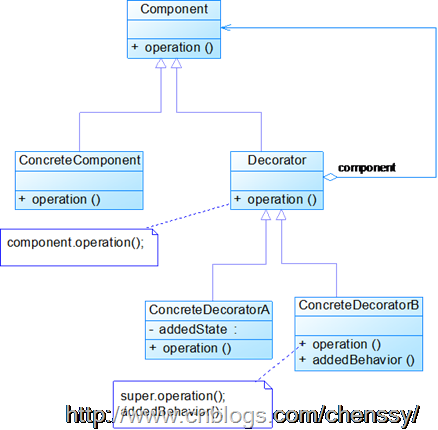 Component
+ operation ()
ConcreteComponent
+ operation ()
Decorator
+ operation ()
component
component.operation();
ConcreteDecoratorA
- addedState :
+ operation ()
ConcreteDecoratorB
+ operation ()
+ addedBehavior ()
super.operation();
addedBehavior();
http://www.cnblogs.com/chenssy/